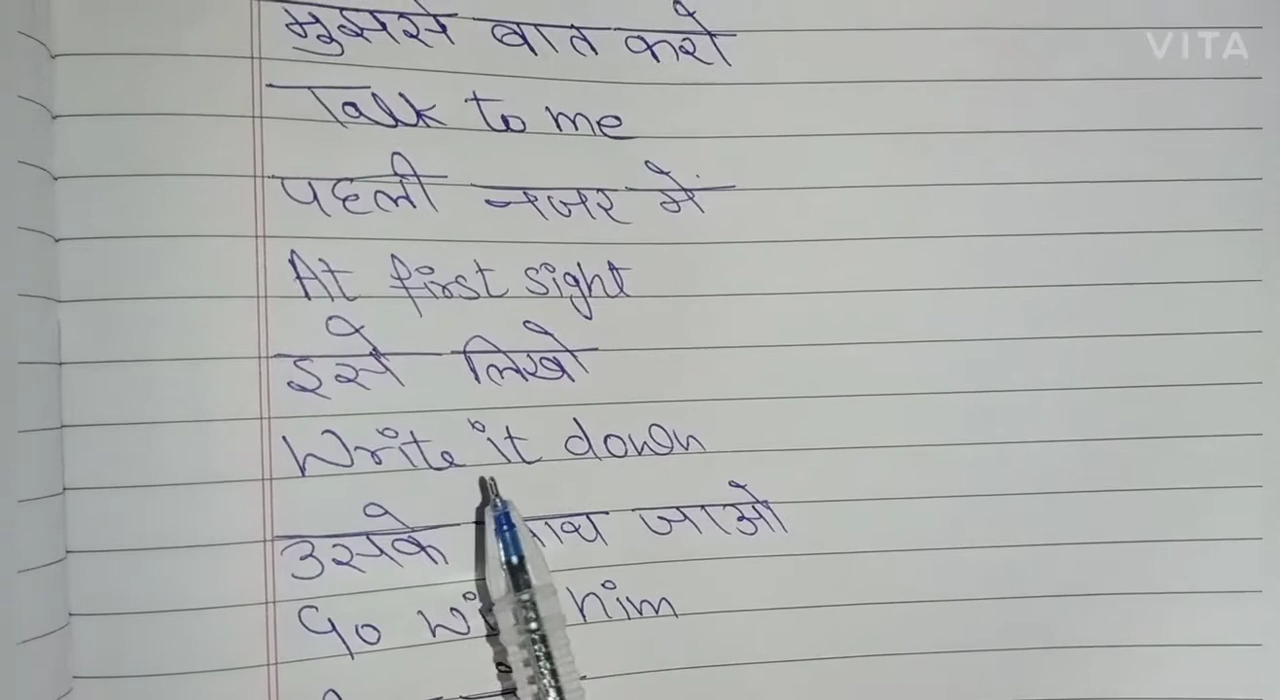 मुझसे बात करो
VITA
Talk to me
पहली नजर में
At first sight
इसे लिखो
Write it down
उसके जाओ
Go him